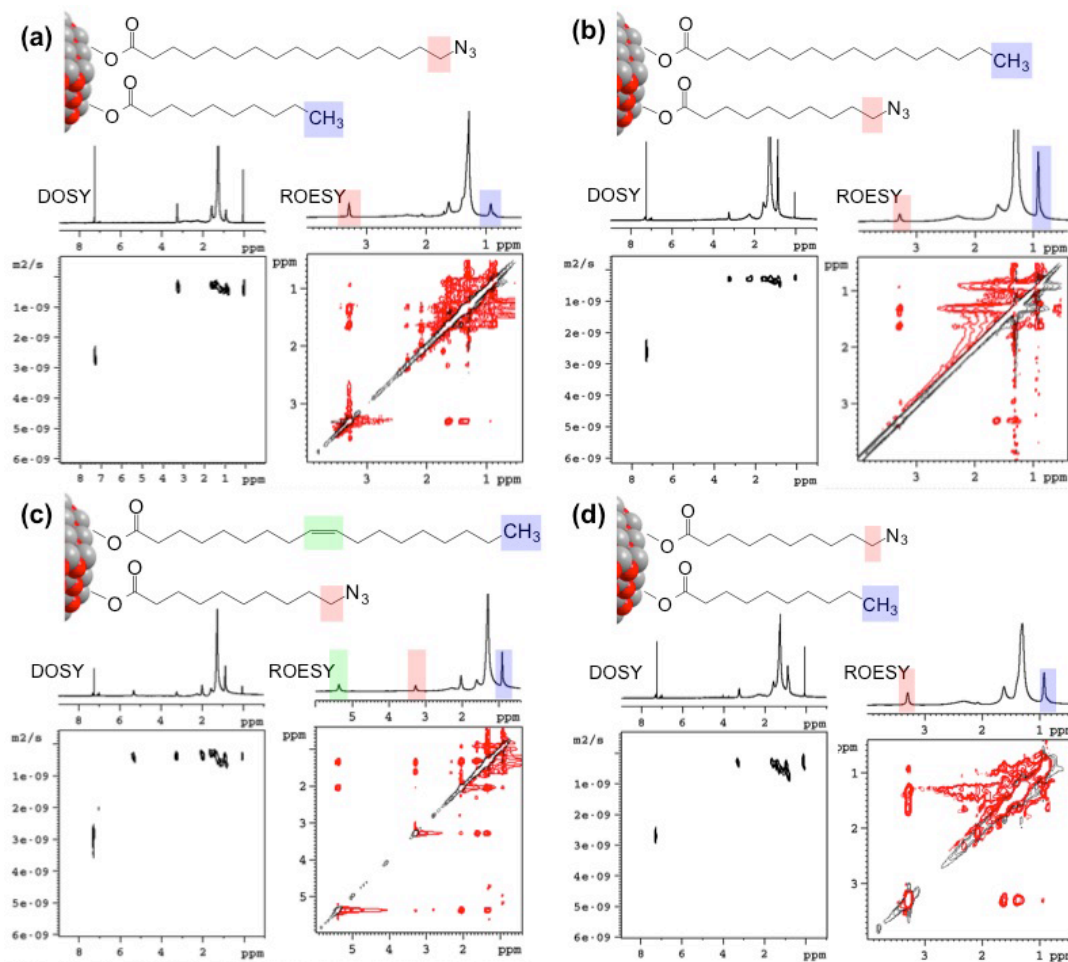 (a)
O
O
N3
O
O
CH3
DOSY
ROESY
8 6 4 2 ppm
3 2 1 ppm
m2/s
1e-09
2e-09
3e-09
4e-09
5e-09
6e-09
8 7 6 5 4 3 2 1 ppm
ppm
1
2
3
3 2 1 ppm
(b)
O
O
CH3
O
O
N3
DOSY
ROESY
8 6 4 2 ppm
3 2 1 ppm
m2/s
1e-09
2e-09
3e-09
4e-09
5e-09
6e-09
8 6 4 2 ppm
ppm
1
2
3
3 2 1 ppm
(c)
O
O
CH3
O
O
N3
DOSY
ROESY
8 6 4 2 ppm
5 4 3 2 1 ppm
m2/s
1e-09
2e-09
3e-09
4e-09
5e-09
6e-09
8 6 4 2 ppm
ppm
1
2
3
4
5
5 4 3 2 1 ppm
(d)
O
O
N3
O
O
CH3
DOSY
ROESY
8 6 4 2 ppm
3 2 1 ppm
m2/s
1e-09
2e-09
3e-09
4e-09
5e-09
6e-09
8 6 4 2 ppm
ppm
1
2
3
3 2 1 ppm